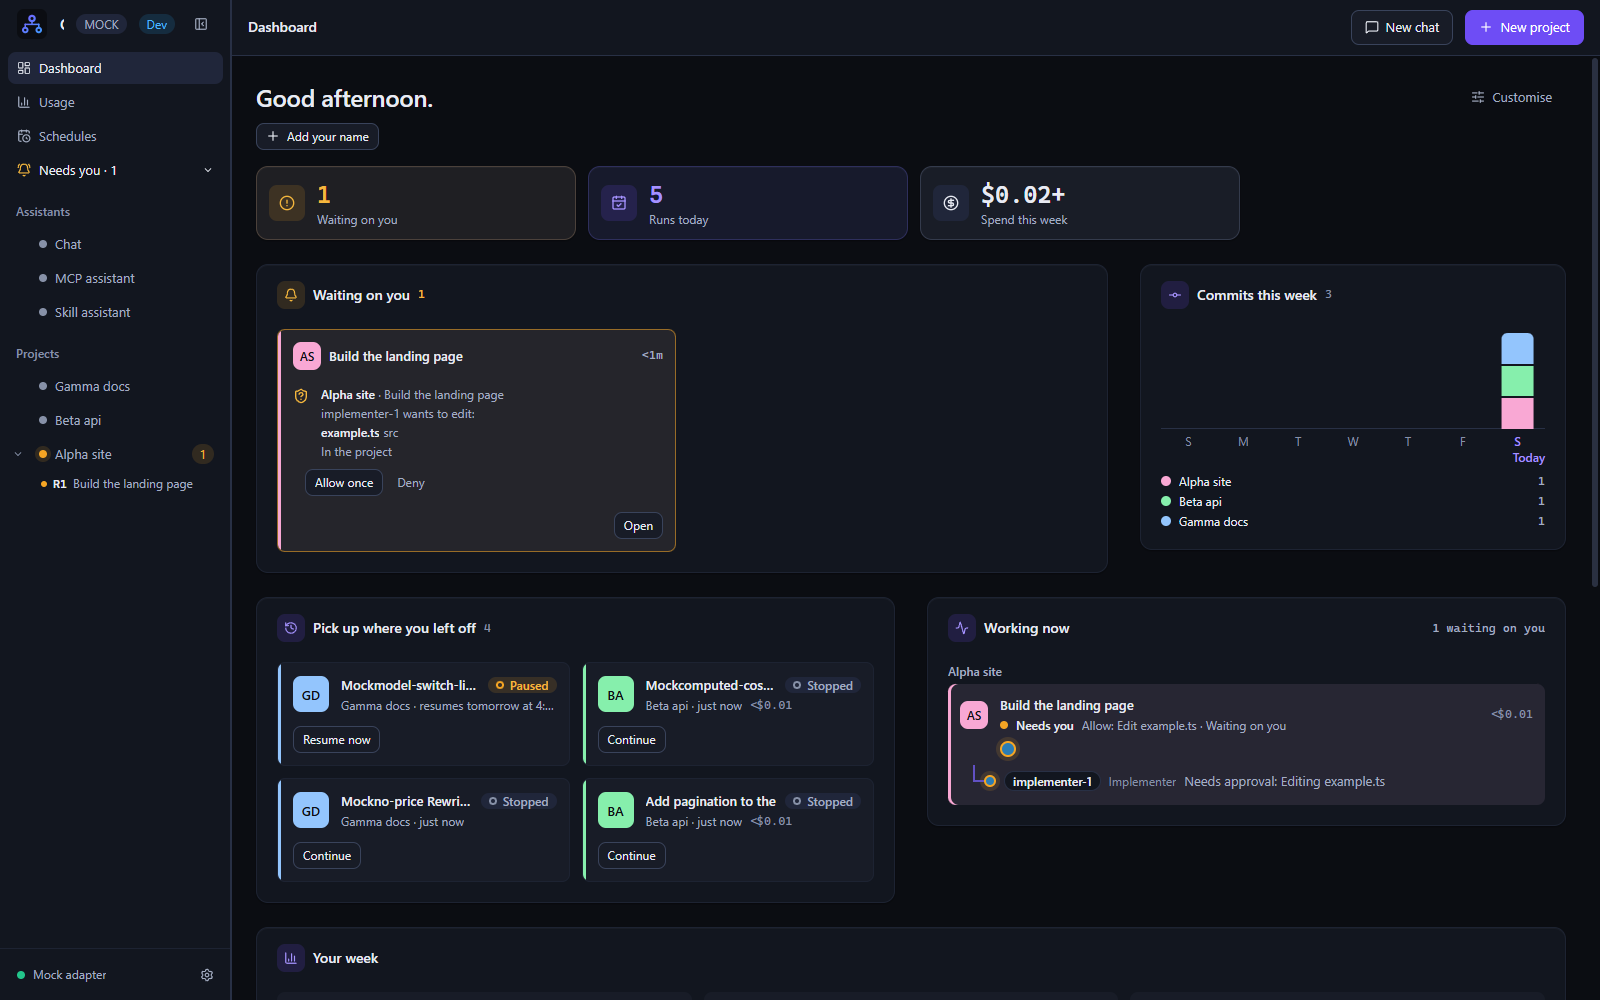 MOCK
Dev
Dashboard
New chat
New project
Dashboard
Usage
Schedules
Needs you · 1
Assistants
Chat
MCP assistant
Skill assistant
Projects
Gamma docs
Beta api
Alpha site
1
R1 Build the landing page
Mock adapter
Good afternoon.
Customise
Add your name
1
Waiting on you
5
Runs today
$0.02+
Spend this week
Waiting on you 1
AS
Build the landing page
<1m
Alpha site · Build the landing page
implementer-1 wants to edit:
example.ts src
In the project
Allow once
Deny
Open
Commits this week 3
S M T W T F S
Today
Alpha site 1
Beta api 1
Gamma docs 1
Pick up where you left off 4
GD
Mockmodel-switch-li...
Paused
Gamma docs · resumes tomorrow at 4:...
Resume now
BA
Mockcomputed-cos...
Stopped
Beta api · just now <$0.01
Continue
GD
Mockno-price Rewri...
Stopped
Gamma docs · just now
Continue
BA
Add pagination to the
Stopped
Beta api · just now <$0.01
Continue
Working now
1 waiting on you
Alpha site
AS
Build the landing page
<$0.01
Needs you Allow: Edit example.ts · Waiting on you
implementer-1 Implementer Needs approval: Editing example.ts
Your week